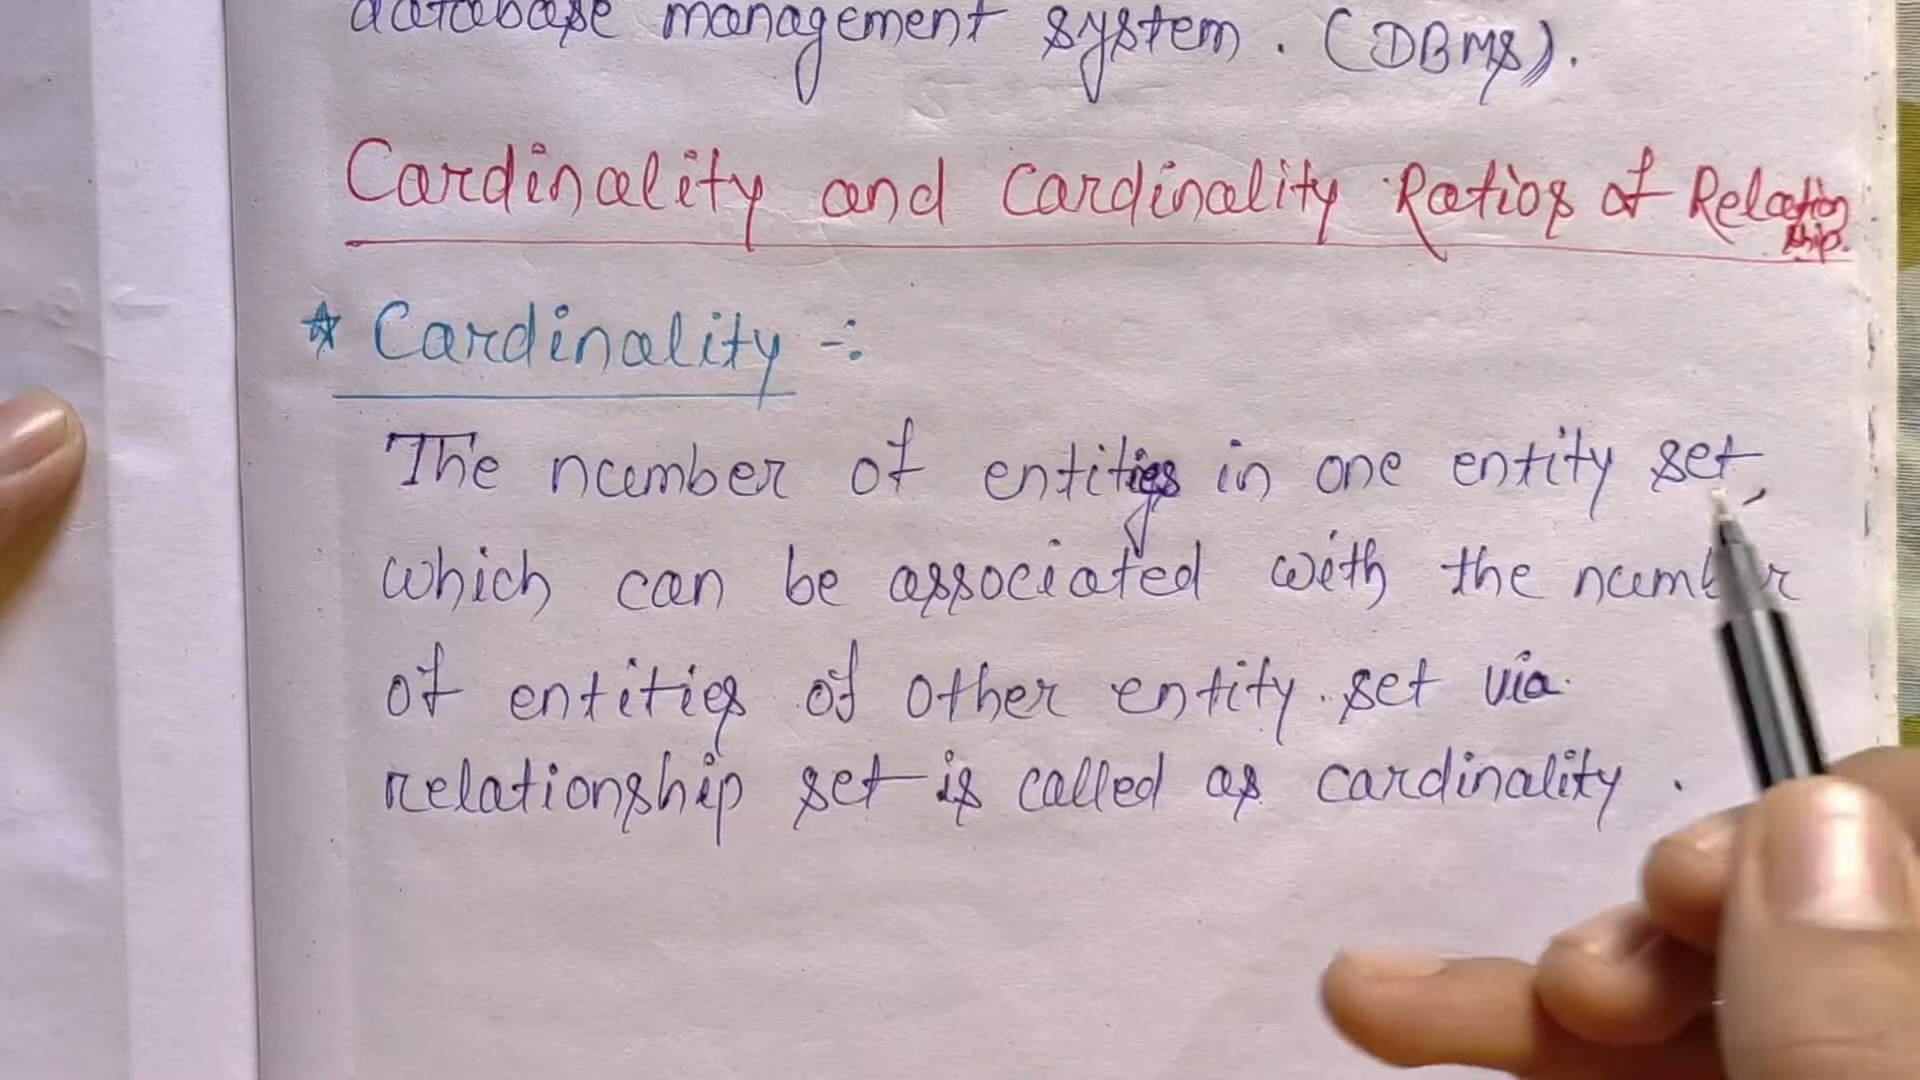 database management system. (DBMS).
Cardinality and Cardinality Ratios of Relation
ship.
* Cardinality -:
The number of entities in one entity set,
which can be associated with the number
of entities of other entity set via
relationship set is called as cardinality.